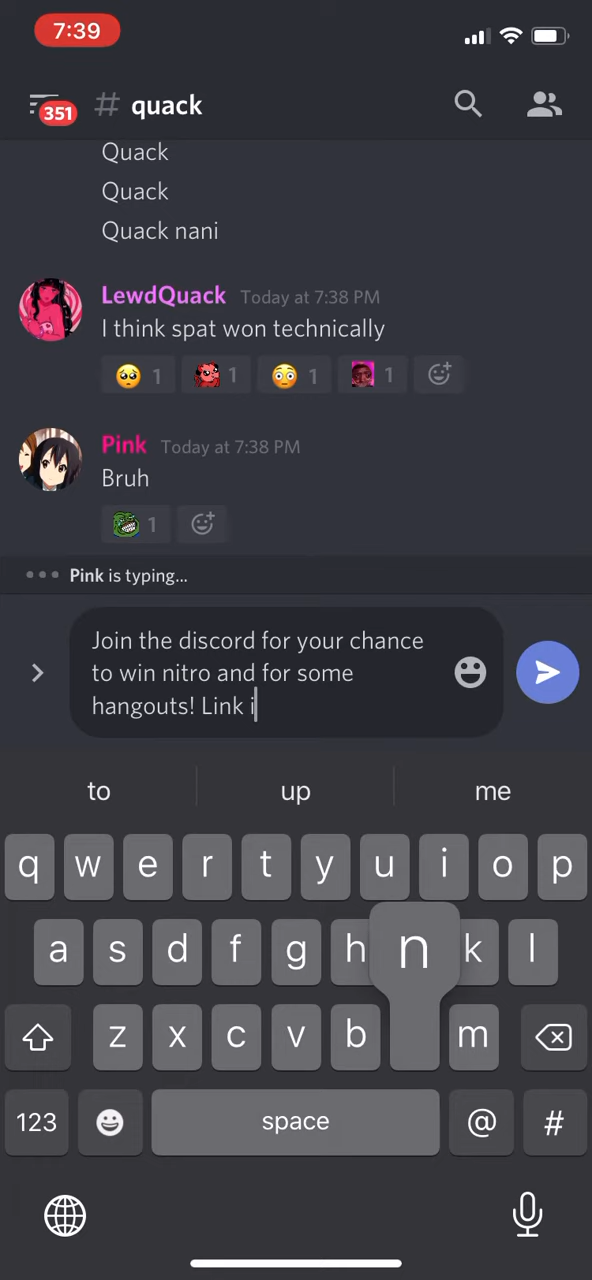 7:39
351
# quack
Quack
Quack
Quack nani
LewdQuack Today at 7:38 PM
I think spat won technically
1 1 1 1
Pink Today at 7:38 PM
Bruh
1
Pink is typing...
Join the discord for your chance
to win nitro and for some
hangouts! Link i
to up me
q w e r t y u i o p
a s d f g h n k l
z x c v b m
123 space @ #